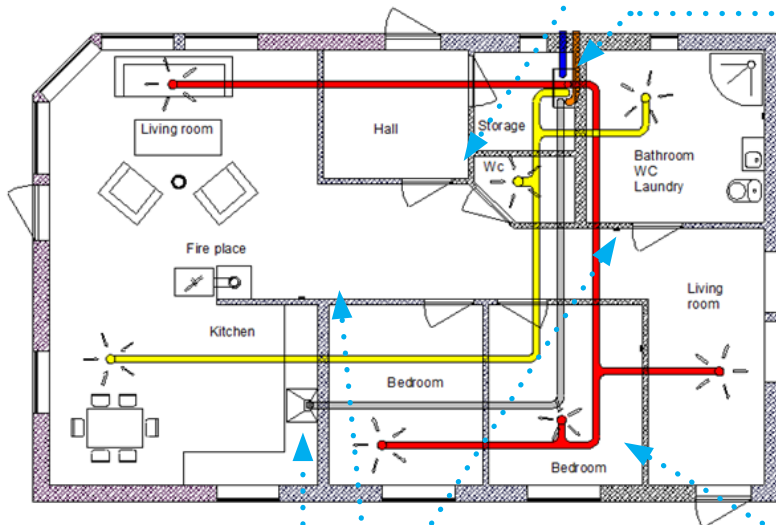 Living room
Hall
Storage
Wc
Bathroom
WC
Laundry
Fire place
Living
room
Kitchen
Bedroom
Bedroom